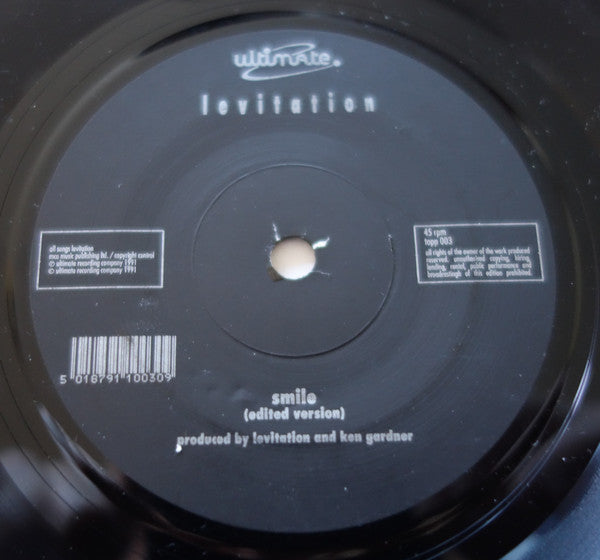 ultimate.
levitation
all songs levitation
mca music publishing ltd. / copyright control
℗ ultimate recording company 1991
© ultimate recording company 1991
45 rpm
topp 003
all rights of the owner of the work produced
reserved. unauthorised copying, hiring,
lending, rental, public performance and
broadcasting of this edition prohibited.
5 018791 100309
smile
(edited version)
produced by levitation and ken gardner